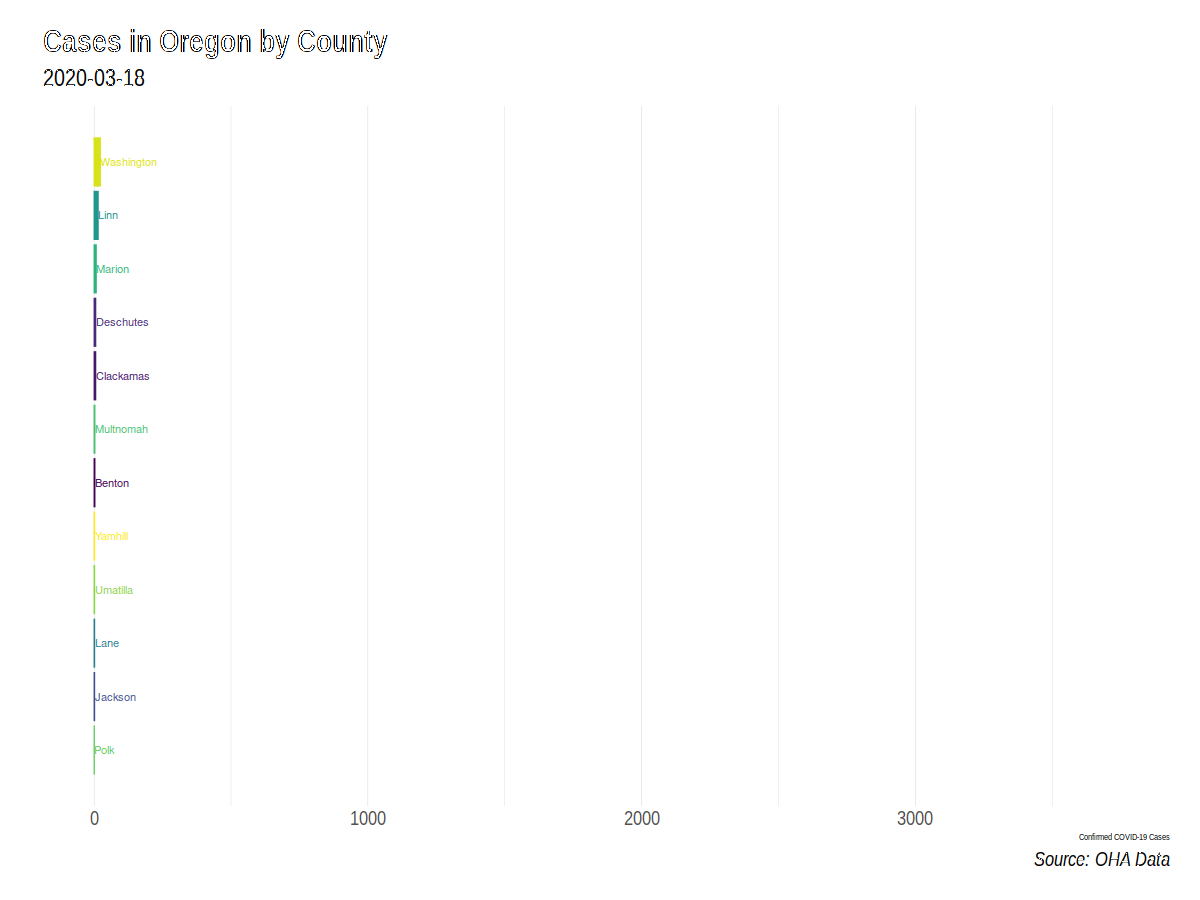 Cases in Oregon by County
2020-03-18
Washington
Linn
Marion
Deschutes
Clackamas
Multnomah
Benton
Yamhill
Umatilla
Lane
Jackson
Polk
0 1000 2000 3000
Confirmed COVID-19 Cases
Source: OHA Data